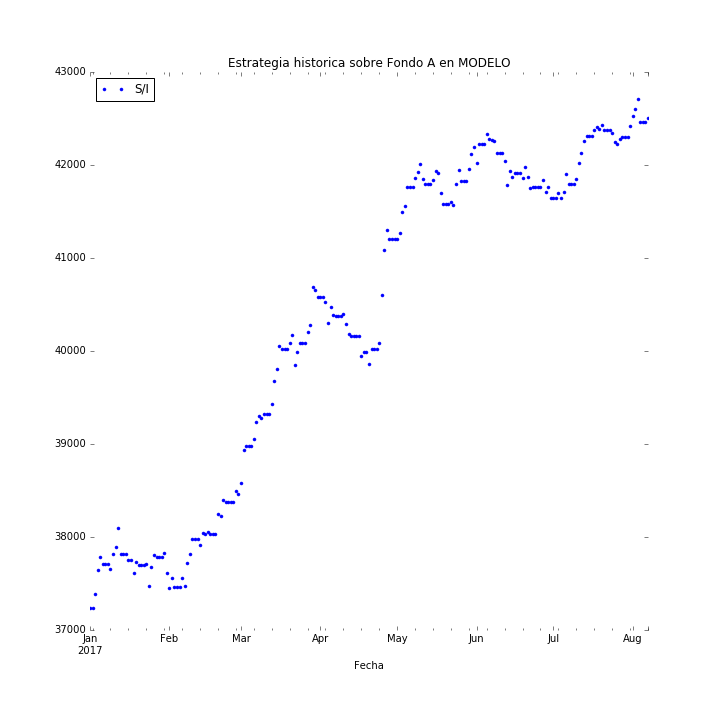 Estrategia historica sobre Fondo A en MODELO
S/I
43000
42000
41000
40000
39000
38000
37000
Jan Feb Mar Apr May Jun Jul Aug
2017
Fecha